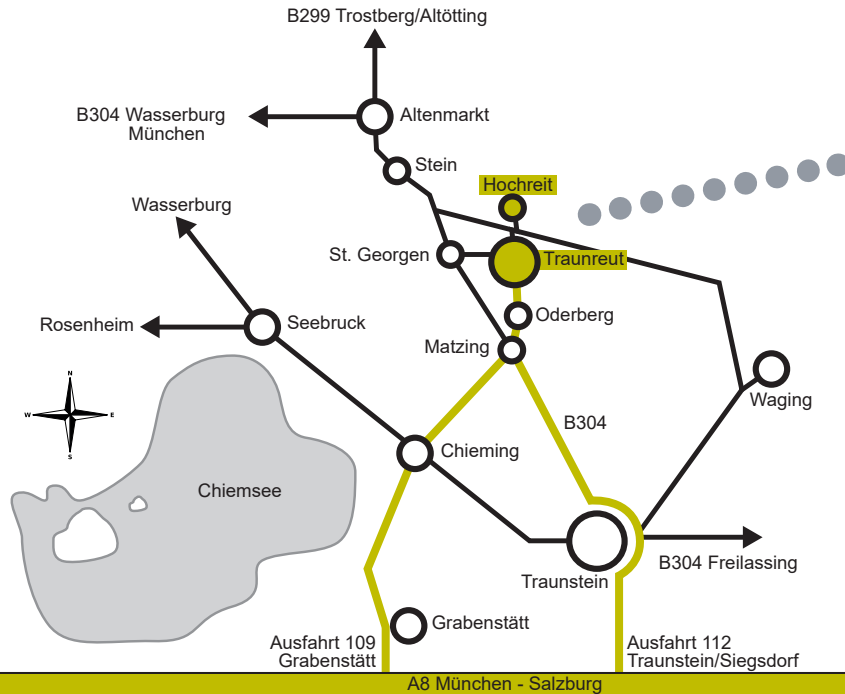 B299 Trostberg/Altötting
B304 Wasserburg
München
Altenmarkt
Stein
Hochreit
Wasserburg
St. Georgen
Traunreut
Rosenheim
Seebruck
Oderberg
Matzing
N
W
E
S
Waging
B304
Chieming
Chiemsee
B304 Freilassing
Traunstein
Grabenstätt
Ausfahrt 109
Grabenstätt
Ausfahrt 112
Traunstein/Siegsdorf
A8 München - Salzburg